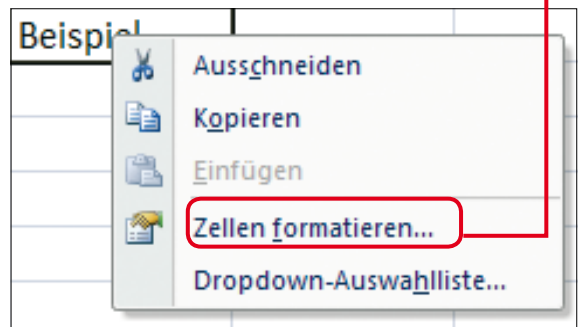 Beispiel
Ausschneiden
Kopieren
Einfügen
Zellen formatieren...
Dropdown-Auswahlliste...